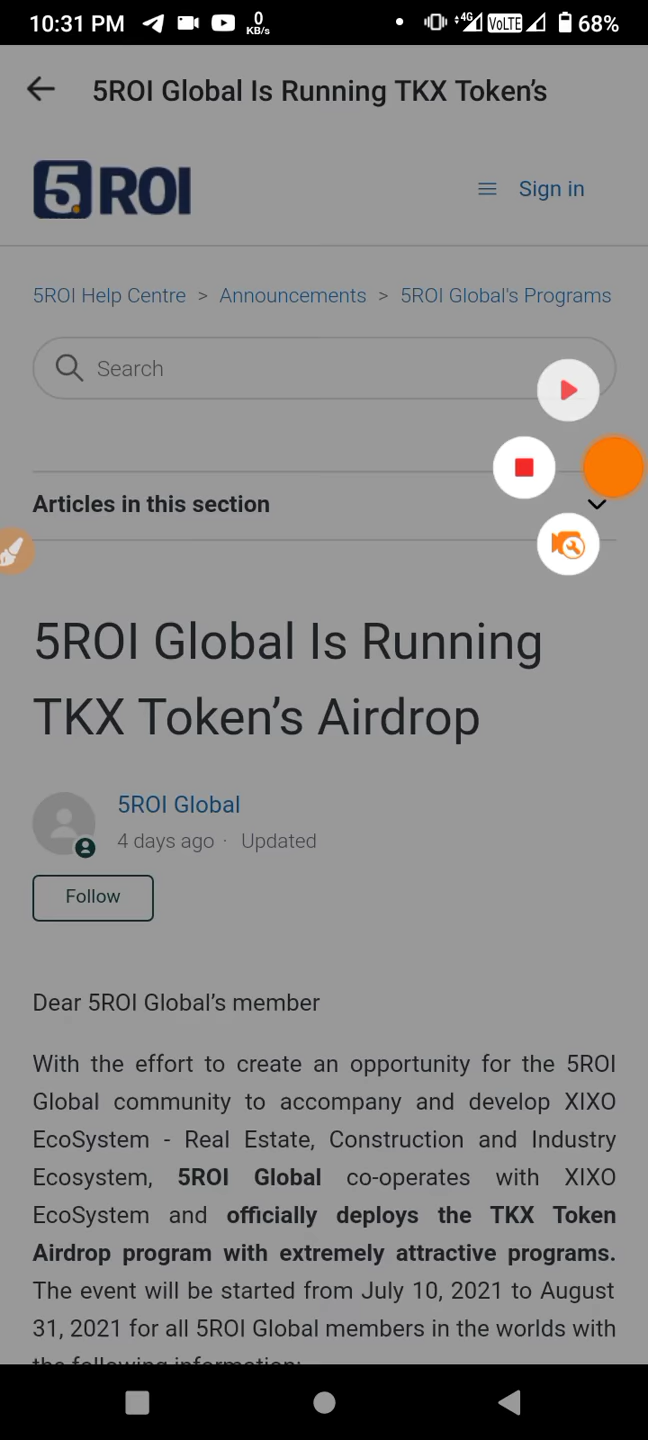 10:31 PM 0 KB/s 4G VoLTE 68%
5ROI Global Is Running TKX Token’s
5ROI Sign in
5ROI Help Centre > Announcements > 5ROI Global's Programs
Search
Articles in this section
5ROI Global Is Running
TKX Token’s Airdrop
5ROI Global
4 days ago · Updated
Follow
Dear 5ROI Global’s member
With the effort to create an opportunity for the 5ROI
Global community to accompany and develop XIXO
EcoSystem - Real Estate, Construction and Industry
Ecosystem, 5ROI Global co-operates with XIXO
EcoSystem and officially deploys the TKX Token
Airdrop program with extremely attractive programs.
The event will be started from July 10, 2021 to August
31, 2021 for all 5ROI Global members in the worlds with
the following information: